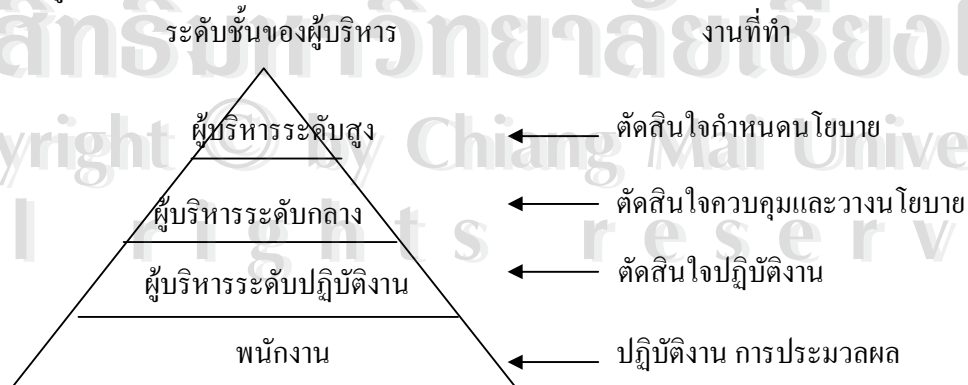 ระดับชั้นของผู้บริหาร งานที่ทำ
ผู้บริหารระดับสูง ตัดสินใจกำหนดนโยบาย
ผู้บริหารระดับกลาง ตัดสินใจควบคุมและวางนโยบาย
ผู้บริหารระดับปฏิบัติงาน ตัดสินใจปฏิบัติงาน
พนักงาน ปฏิบัติงาน การประมวลผล
yright © by Chiang Mai Unive
l rights reserv